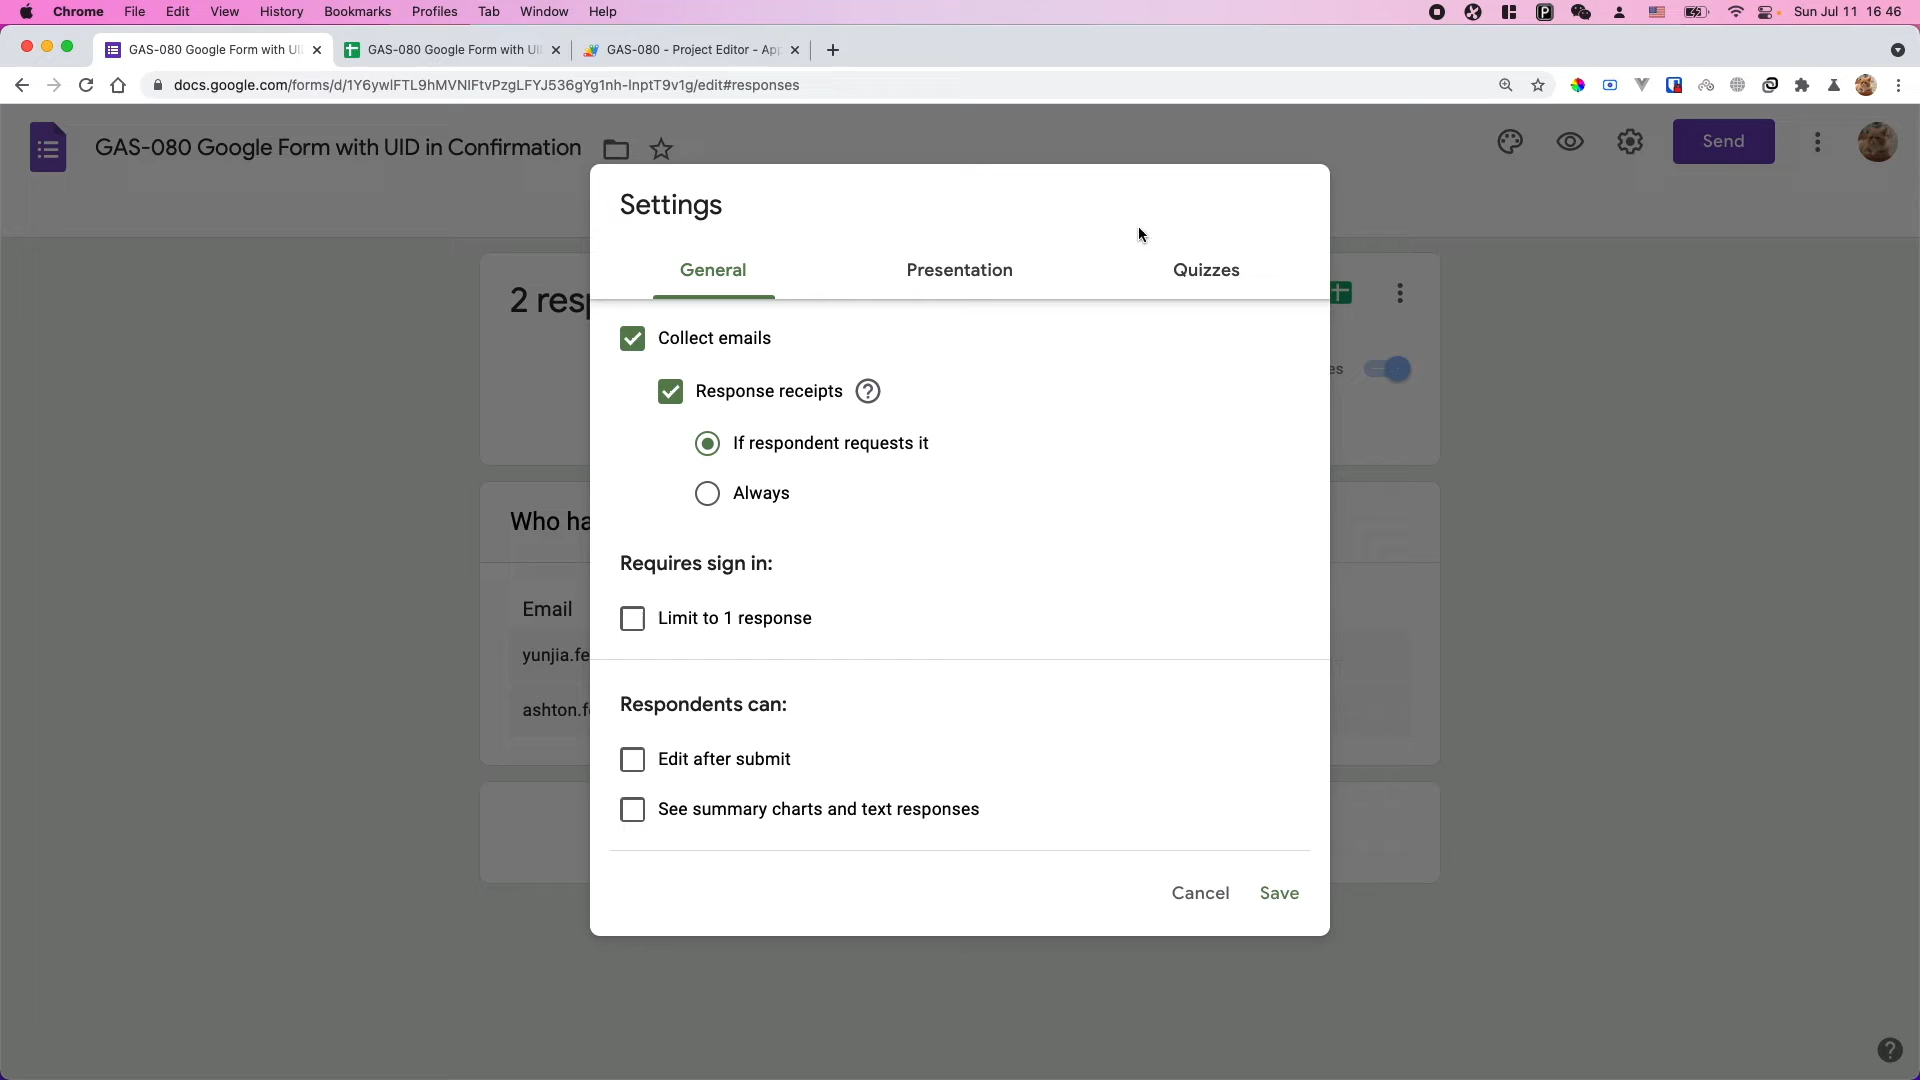 Chrome File Edit View History Bookmarks Profiles Tab Window Help Sun Jul 11 16 46
GAS-080 Google Form with UI GAS-080 Google Form with UI GAS-080 - Project Editor - App
docs.google.com/forms/d/1Y6ywlFTL9hMVNIFtvPzgLFYJ536gYg1nh-InptT9v1g/edit#responses
GAS-080 Google Form with UID in Confirmation Send
Settings
General Presentation Quizzes
2 resp
Collect emails
es
Response receipts
If respondent requests it
Always
Who ha
Requires sign in:
Email
Limit to 1 response
yunjia.fe
Respondents can:
ashton.fe
Edit after submit
See summary charts and text responses
Cancel Save